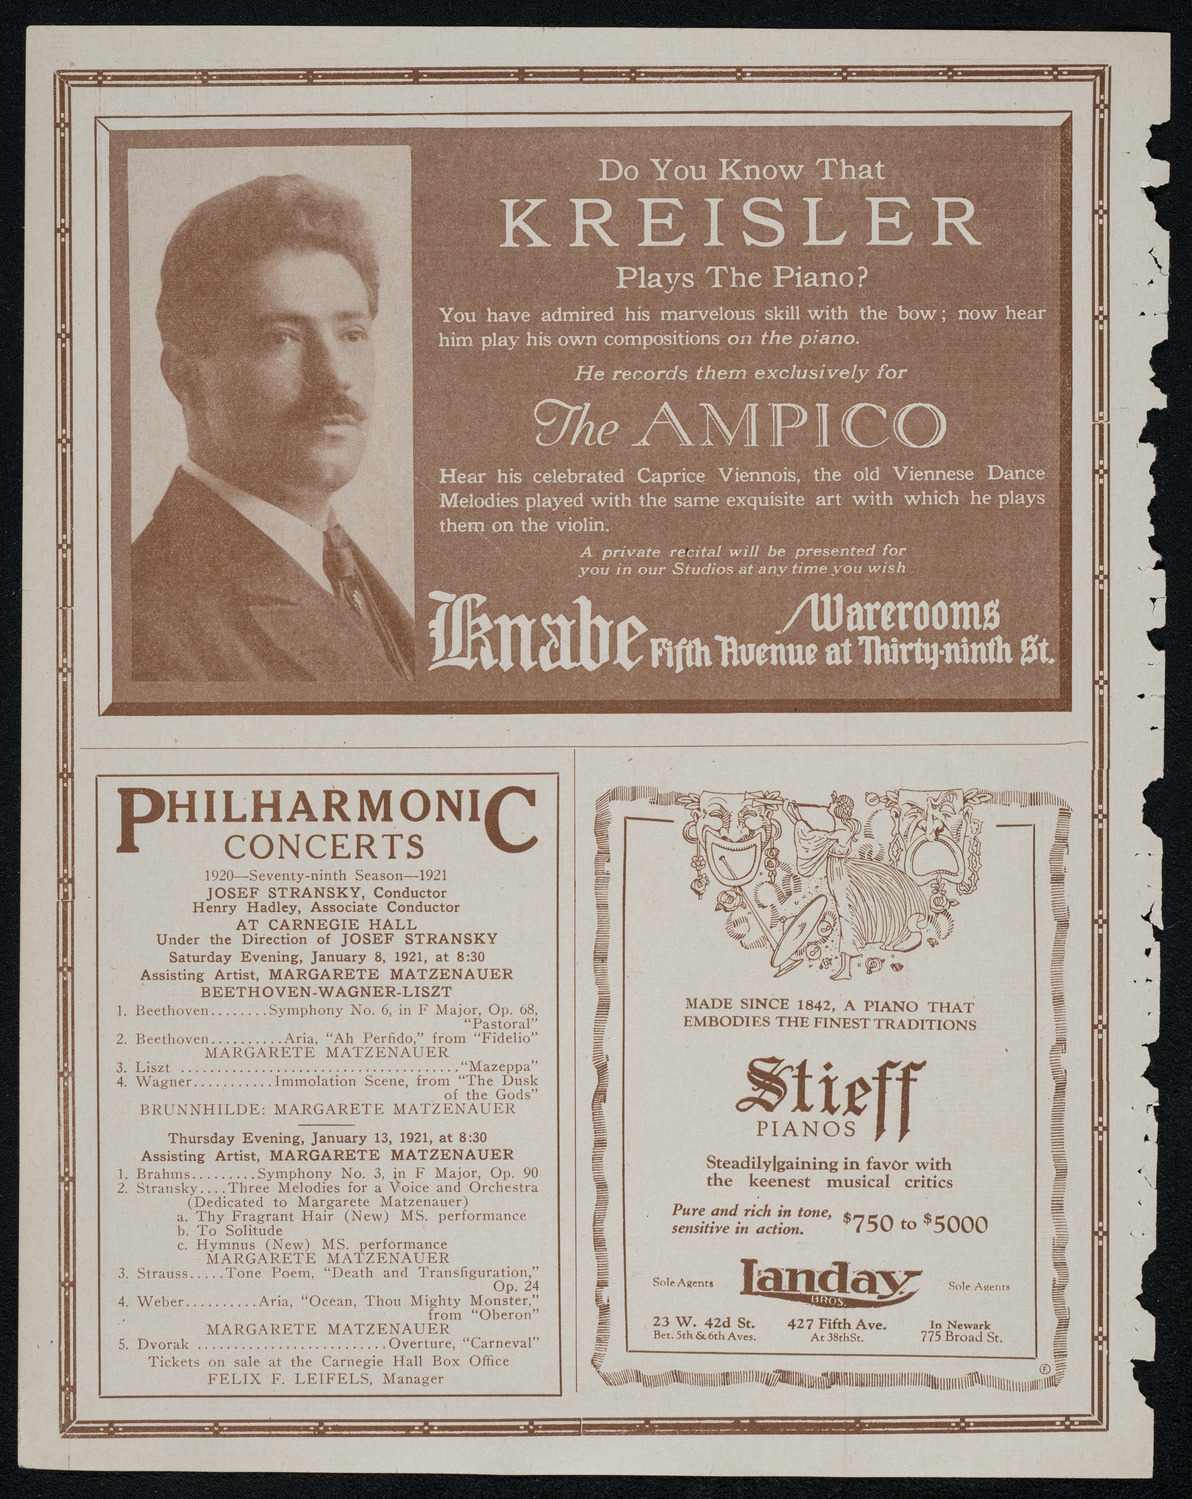 Do You Know That
KREISLER
Plays The Piano?
You have admired his marvelous skill with the bow; now hear
him play his own compositions on the piano.
He records them exclusively for
The AMPICO
Hear his celebrated Caprice Viennois, the old Viennese Dance
Melodies played with the same exquisite art with which he plays
them on the violin.
A private recital will be presented for
you in our Studios at any time you wish
Knabe Warerooms
Fifth Avenue at Thirty-ninth St.
PHILHARMONIC
CONCERTS
1920—Seventy-ninth Season—1921
JOSEF STRANSKY, Conductor
Henry Hadley, Associate Conductor
AT CARNEGIE HALL
Under the Direction of JOSEF STRANSKY
Saturday Evening, January 8, 1921, at 8:30
Assisting Artist, MARGARETE MATZENAUER
BEETHOVEN-WAGNER-LISZT
1. Beethoven........Symphony No. 6, in F Major, Op. 68,
"Pastoral"
2. Beethoven..........Aria, "Ah Perfido," from "Fidelio"
MARGARETE MATZENAUER
3. Liszt ....................................."Mazeppa"
4. Wagner...........Immolation Scene, from "The Dusk
of the Gods"
BRUNNHILDE: MARGARETE MATZENAUER
Thursday Evening, January 13, 1921, at 8:30
Assisting Artist, MARGARETE MATZENAUER
1. Brahms.........Symphony No. 3, in F Major, Op. 90
2. Stransky....Three Melodies for a Voice and Orchestra
(Dedicated to Margarete Matzenauer)
a. Thy Fragrant Hair (New) MS. performance
b. To Solitude
c. Hymnus (New) MS. performance
MARGARETE MATZENAUER
3. Strauss.....Tone Poem, "Death and Transfiguration,"
Op. 24
4. Weber..........Aria, "Ocean, Thou Mighty Monster,"
from "Oberon"
MARGARETE MATZENAUER
5. Dvorak ..........................Overture, "Carneval"
Tickets on sale at the Carnegie Hall Box Office
FELIX F. LEIFELS, Manager
MADE SINCE 1842, A PIANO THAT
EMBODIES THE FINEST TRADITIONS
Stieff
PIANOS
Steadily gaining in favor with
the keenest musical critics
Pure and rich in tone,
sensitive in action.
$750 to $5000
Sole Agents
Landay
BROS.
Sole Agents
23 W. 42d St.
Bet. 5th & 6th Aves.
427 Fifth Ave.
At 38th St.
In Newark
775 Broad St.
F